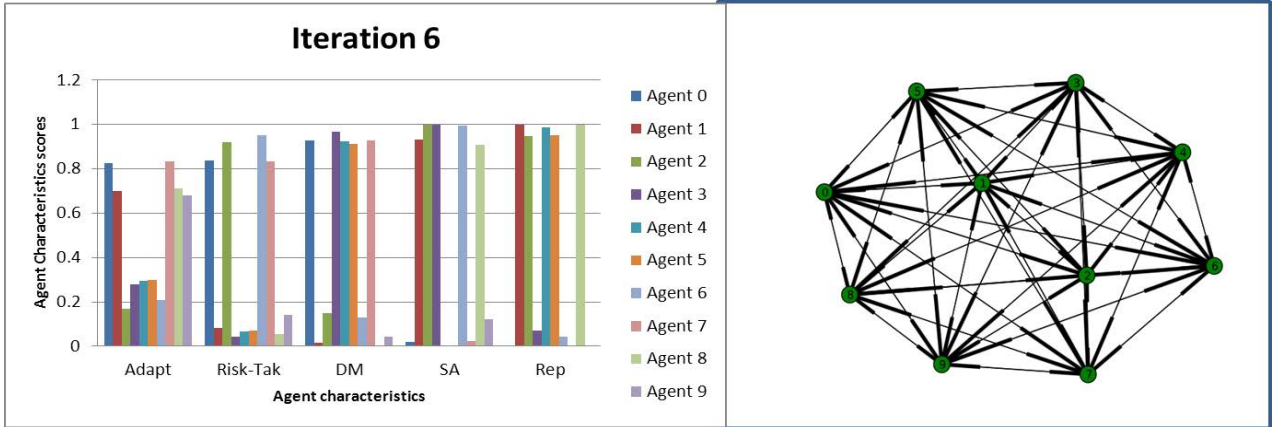 Iteration 6
1.2
1
0.8
0.6
0.4
0.2
0
Agent Characteristics scores
Adapt Risk-Tak DM SA Rep
Agent characteristics
Agent 0
Agent 1
Agent 2
Agent 3
Agent 4
Agent 5
Agent 6
Agent 7
Agent 8
Agent 9
5
3
4
1
0
6
2
8
9
7